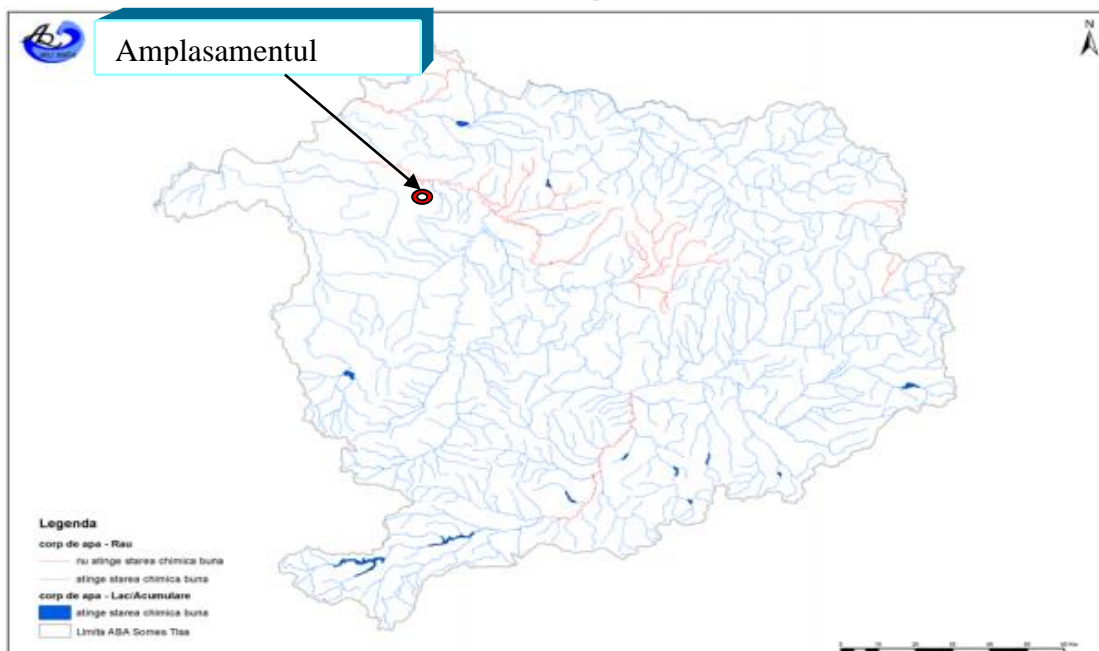 Amplasamentul
N
Legenda
corp de apa - Rau
nu atinge starea chimica buna
atinge starea chimica buna
corp de apa - Lac/Acumulare
atinge starea chimica buna
Limita ABA Somes Tisa